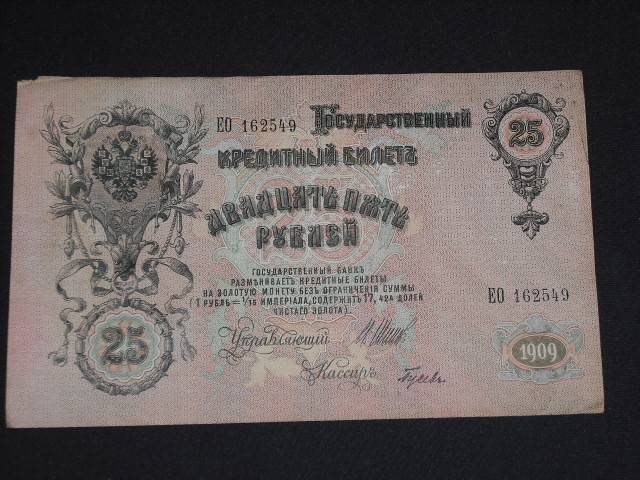 ЕО 162549
Государственный
25
Кредитный Билетъ
Двадцать Пять
Рублей
Государственный Банкъ
размѣниваетъ кредитные билеты
на золотую монету безъ ограниченія суммы
(1 рубль = 1/15 имперіала, содержитъ 17,424 долей
чистаго золота).
ЕО 162549
25
Управляющій
Кассиръ
1909